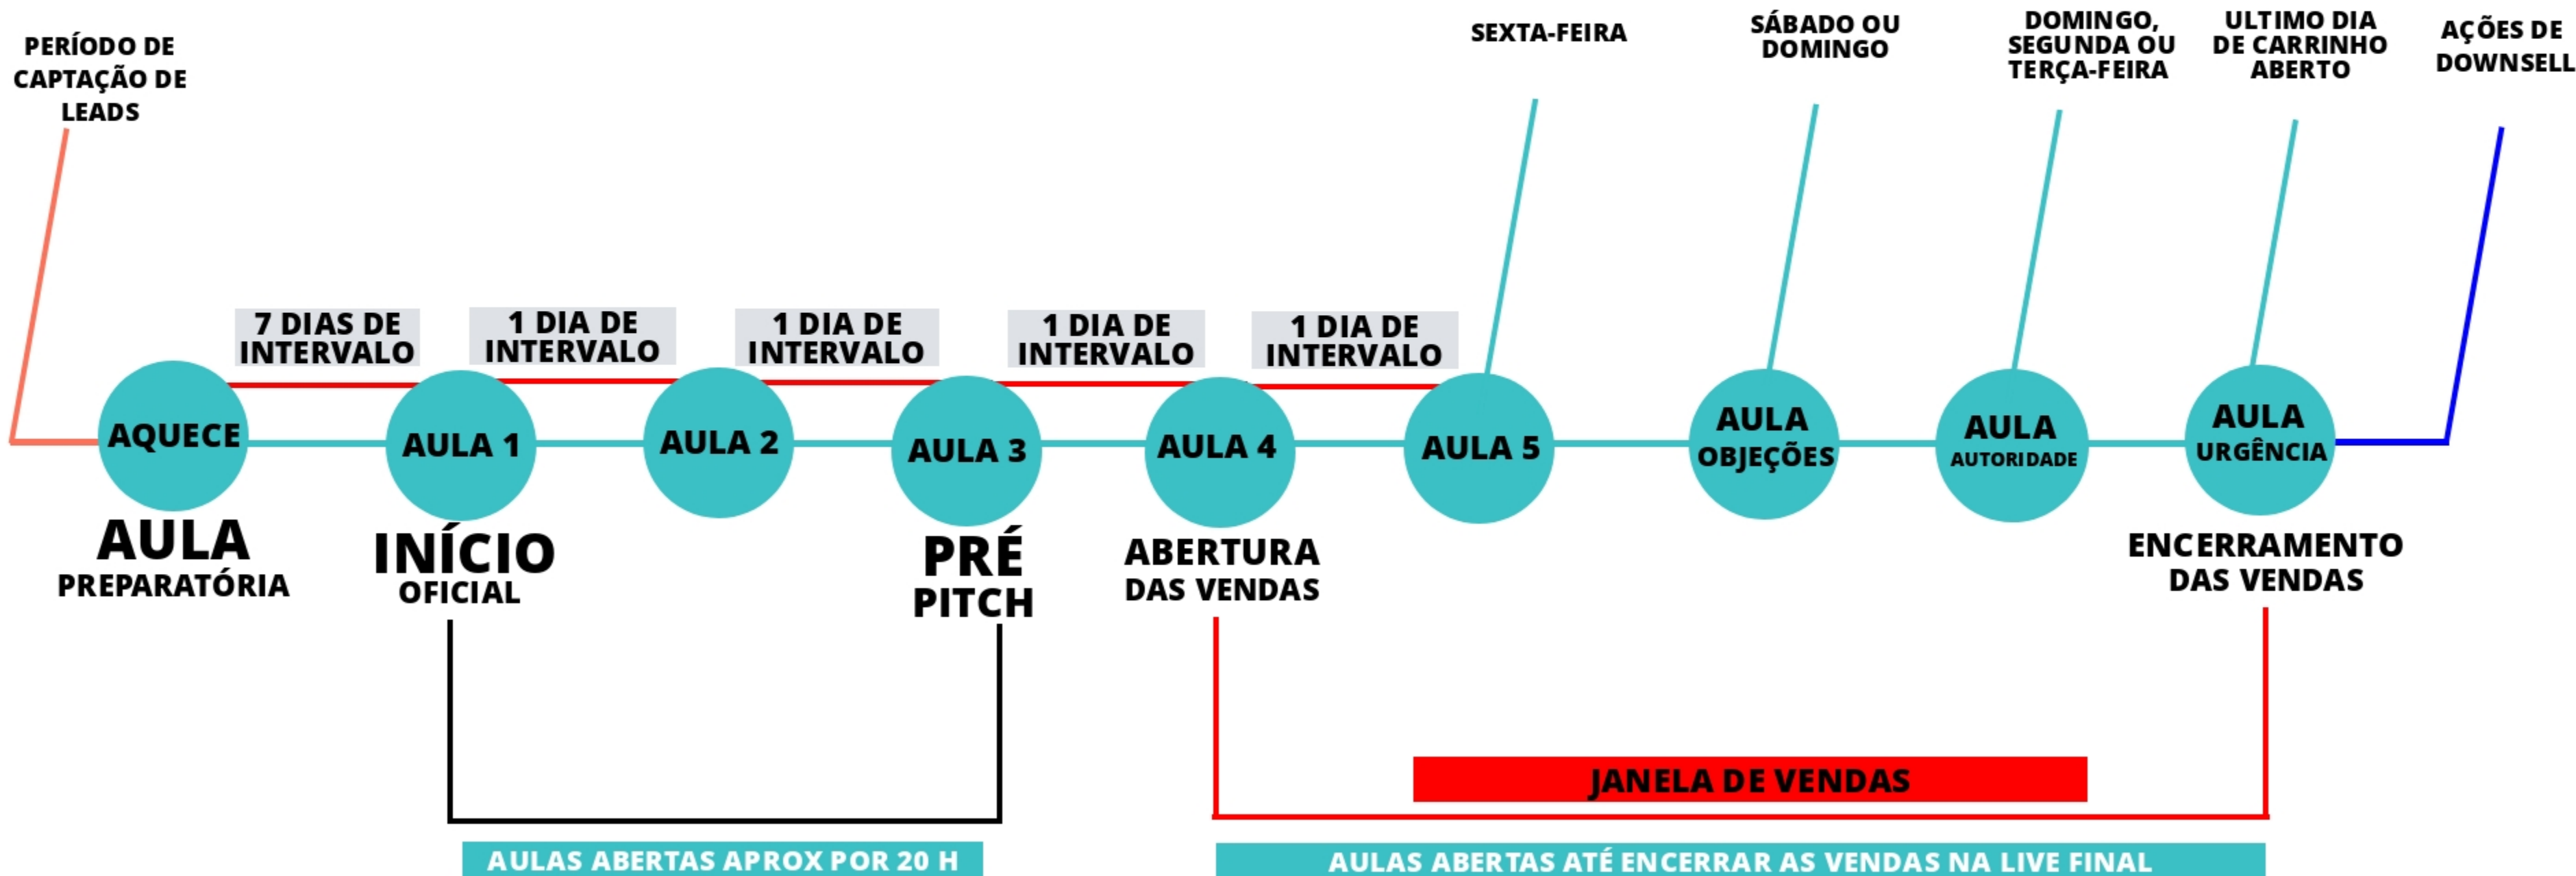 PERÍODO DE
CAPTAÇÃO DE
LEADS
SEXTA-FEIRA
SÁBADO OU
DOMINGO
DOMINGO,
SEGUNDA OU
TERÇA-FEIRA
ULTIMO DIA
DE CARRINHO
ABERTO
AÇÕES DE
DOWNSELL
7 DIAS DE
INTERVALO
1 DIA DE
INTERVALO
1 DIA DE
INTERVALO
1 DIA DE
INTERVALO
1 DIA DE
INTERVALO
AQUECE
AULA 1
AULA 2
AULA 3
AULA 4
AULA 5
AULA
OBJEÇÕES
AULA
AUTORIDADE
AULA
URGÊNCIA
AULA
PREPARATÓRIA
INÍCIO
OFICIAL
PRÉ
PITCH
ABERTURA
DAS VENDAS
ENCERRAMENTO
DAS VENDAS
JANELA DE VENDAS
AULAS ABERTAS APROX POR 20 H
AULAS ABERTAS ATÉ ENCERRAR AS VENDAS NA LIVE FINAL